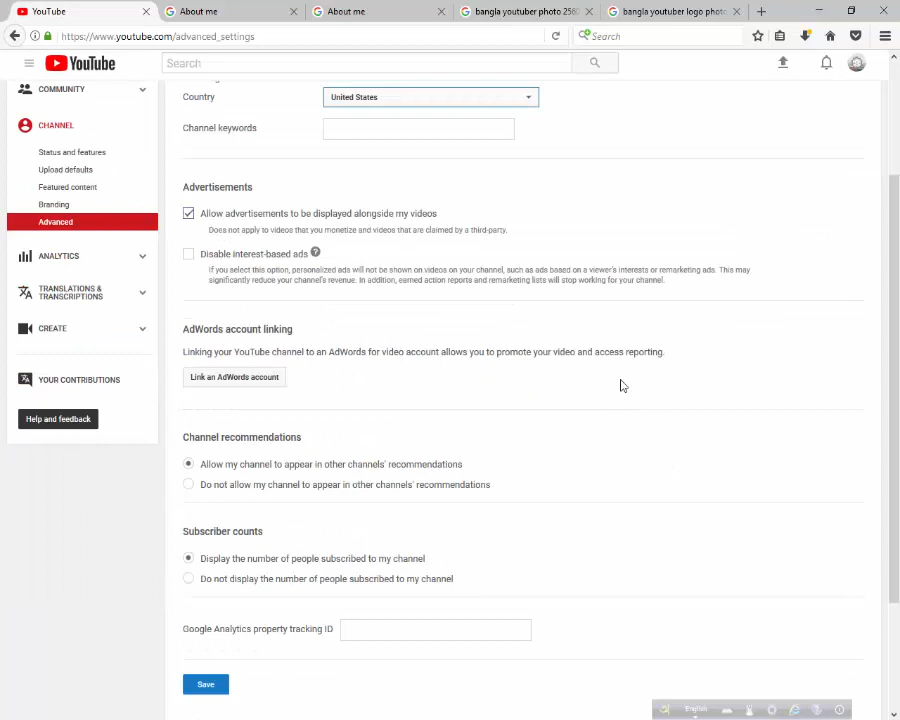 YouTube
About me
About me
bangla youtuber photo 2560
bangla youtuber logo photo
https://www.youtube.com/advanced_settings
Search
YouTube
Search
COMMUNITY
CHANNEL
Status and features
Upload defaults
Featured content
Branding
Advanced
ANALYTICS
TRANSLATIONS &
TRANSCRIPTIONS
CREATE
YOUR CONTRIBUTIONS
Help and feedback
Country
United States
Channel keywords
Advertisements
Allow advertisements to be displayed alongside my videos
Does not apply to videos that you monetize and videos that are claimed by a third-party.
Disable interest-based ads
If you select this option, personalized ads will not be shown on videos on your channel, such as ads based on a viewer's interests or remarketing ads. This may
significantly reduce your channel's revenue. In addition, earned action reports and remarketing lists will stop working for your channel.
AdWords account linking
Linking your YouTube channel to an AdWords for video account allows you to promote your video and access reporting.
Link an AdWords account
Channel recommendations
Allow my channel to appear in other channels' recommendations
Do not allow my channel to appear in other channels' recommendations
Subscriber counts
Display the number of people subscribed to my channel
Do not display the number of people subscribed to my channel
Google Analytics property tracking ID
Save
English